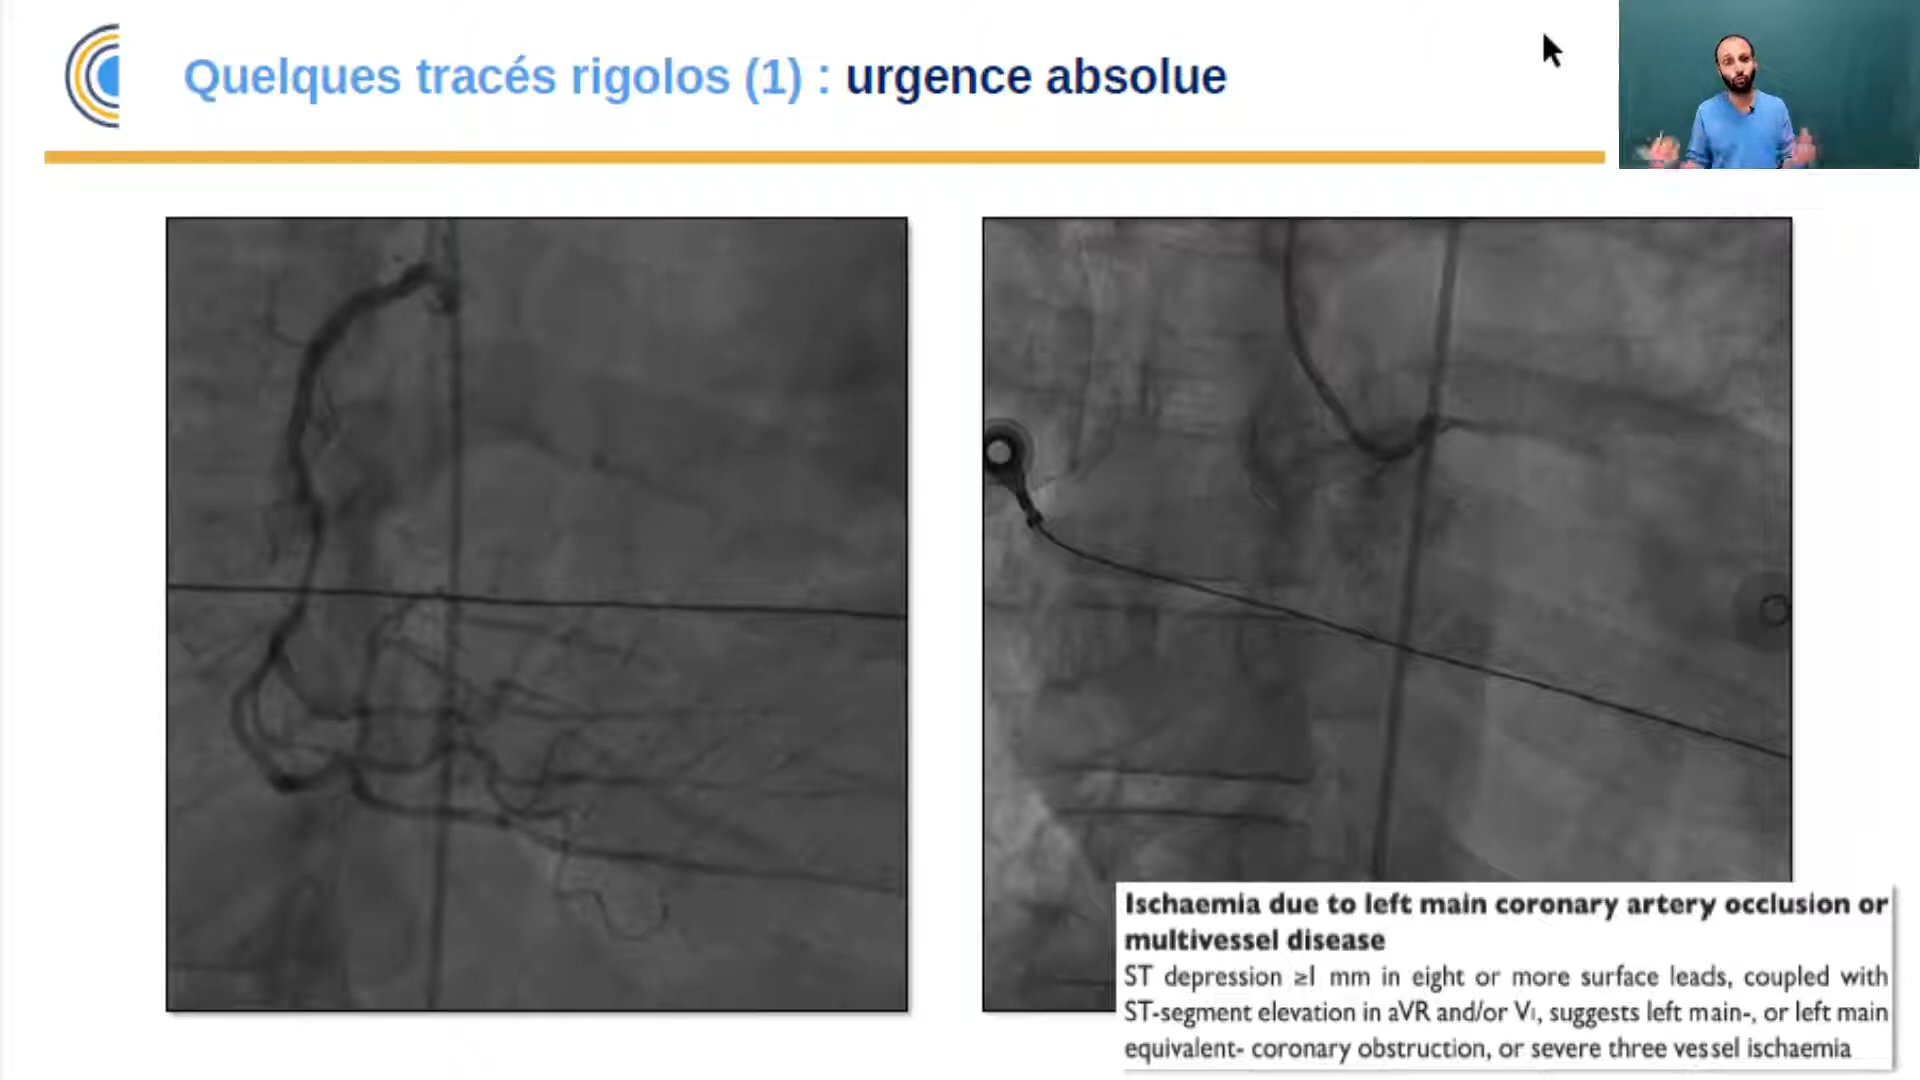 Quelques tracés rigolos (1) : urgence absolue
Ischaemia due to left main coronary artery occlusion or
multivessel disease
ST depression ≥1 mm in eight or more surface leads, coupled with
ST-segment elevation in aVR and/or V1, suggests left main-, or left main
equivalent- coronary obstruction, or severe three vessel ischaemia